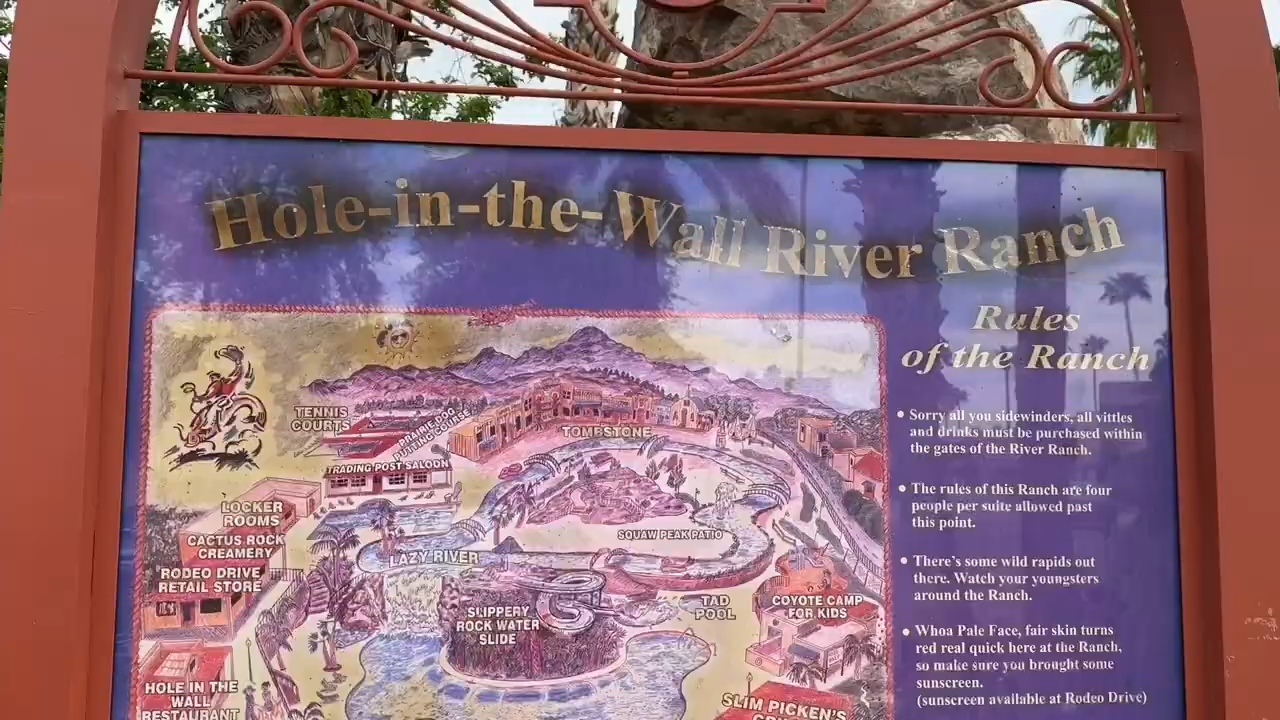 Hole-in-the-Wall River Ranch
Rules
of the Ranch
TENNIS
COURTS
PRAIRIE DOG
PUTTING COURSE
TOMBSTONE
TRADING POST SALOON
LOCKER
ROOMS
CACTUS ROCK
CREAMERY
RODEO DRIVE
RETAIL STORE
LAZY RIVER
SQUAW PEAK PATIO
SLIPPERY
ROCK WATER
SLIDE
TAD
POOL
COYOTE CAMP
FOR KIDS
HOLE IN THE
WALL
RESTAURANT
SLIM PICKEN'S
• Sorry all you sidewinders, all vittles
and drinks must be purchased within
the gates of the River Ranch.
• The rules of this Ranch are four
people per suite allowed past
this point.
• There's some wild rapids out
there. Watch your youngsters
around the Ranch.
• Whoa Pale Face, fair skin turns
red real quick here at the Ranch,
so make sure you brought some
sunscreen.
(sunscreen available at Rodeo Drive)